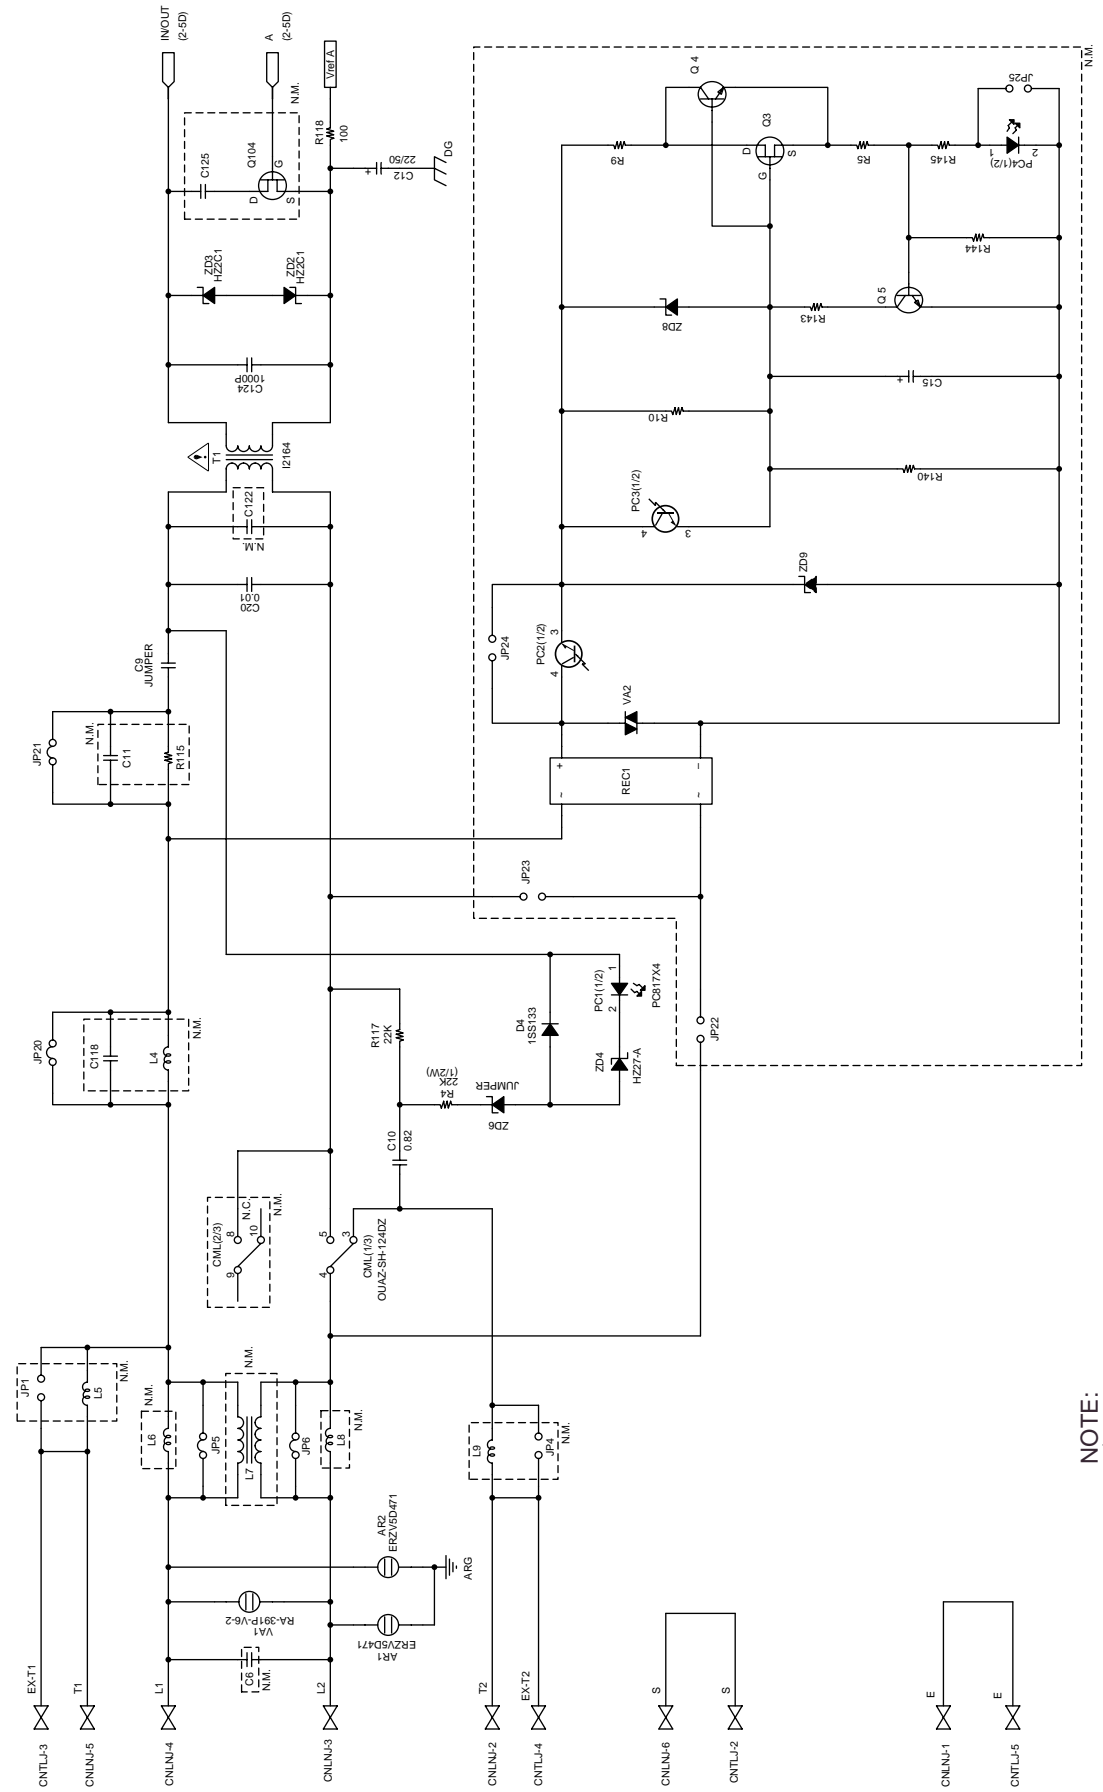 IN/OUT
(2-5D)
A
(2-5D)
Vref A
N.M.
C125
Q104
D
G
S
R118
100
+
22/50
C12
DG
ZD3
HZ2C1
ZD2
HZ2C1
C124
1000P
!
T1
I2164
C122
N.M.
C20
0.01
C9
JUMPER
JP21
N.M.
C11
R115
JP20
C118
L4
N.M.
N.M.
Q 4
JP25
R9
Q3
D
G
S
R5
R145
1
PC4(1/2)
2
R144
ZD8
R143
Q 5
+
C15
R10
R140
PC3(1/2)
4
3
ZD9
JP24
PC2(1/2)
4
3
VA2
REC1
+
~
−
~
JP23
PC1(1/2)
1
2
PC817X4
D4
1SS133
ZD4
HZ27-A
JP22
R117
22K
R4
22K
(1/2W)
JUMPER
ZD6
C10
0.82
CML(2/3)
N.C.
8
10
9
N.M.
5
3
4
CML(1/3)
OUAZ-SH-124DZ
JP1
L5
N.M.
N.M.
L6
JP5
N.M.
L7
JP6
L8
N.M.
L9
JP4
N.M.
AR2
ERZV5D471
ARG
VA1
RA-391P-V6-2
AR1
ERZV5D471
C6
N.M.
EX-T1
CNTLJ-3
T1
CNLNJ-5
L1
CNLNJ-4
L2
CNLNJ-3
T2
CNLNJ-2
EX-T2
CNTLJ-4
S
CNLNJ-6
S
CNTLJ-2
E
CNLNJ-1
E
CNTLJ-5
NOTE: